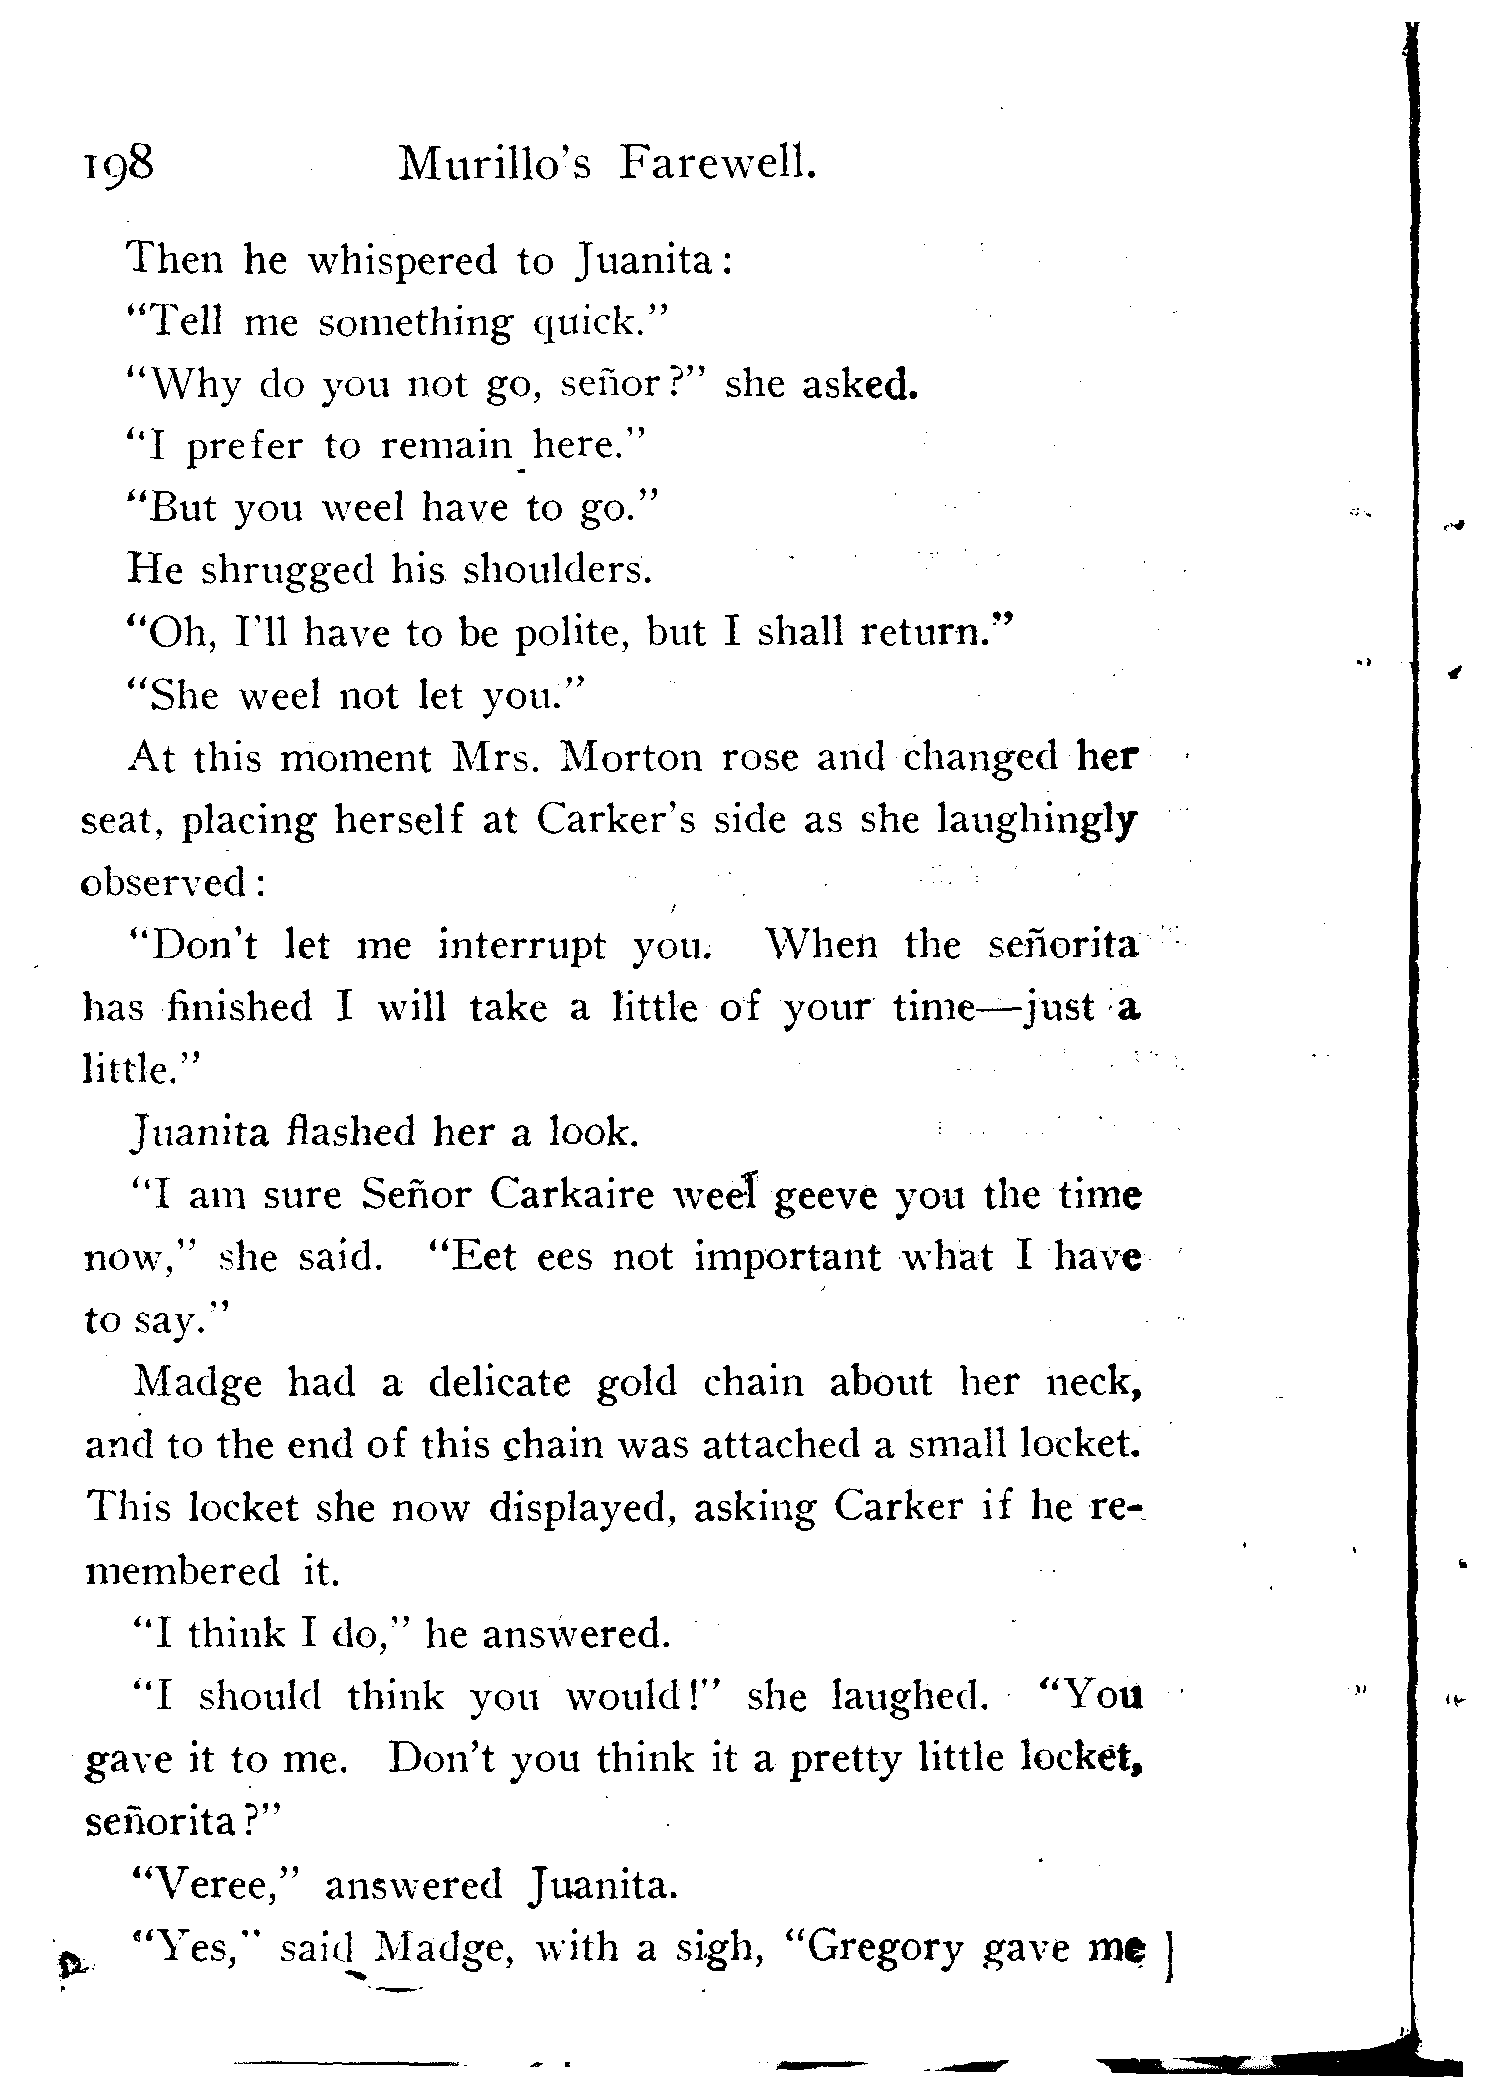 198 Murillo's Farewell.
Then he whispered to Juanita:
“Tell me something quick.”
“Why do you not go, señor?” she asked.
“I prefer to remain here.”
“But you weel have to go.”
He shrugged his shoulders.
“Oh, I'll have to be polite, but I shall return.”
“She weel not let you.”
At this moment Mrs. Morton rose and changed her
seat, placing herself at Carker's side as she laughingly
observed:
“Don't let me interrupt you. When the señorita
has finished I will take a little of your time—just a
little.”
Juanita flashed her a look.
“I am sure Señor Carkaire weel geeve you the time
now,” she said. “Eet ees not important what I have
to say.”
Madge had a delicate gold chain about her neck,
and to the end of this chain was attached a small locket.
This locket she now displayed, asking Carker if he re-
membered it.
“I think I do,” he answered.
“I should think you would!” she laughed. “You
gave it to me. Don't you think it a pretty little locket,
señorita?”
“Veree,” answered Juanita.
“Yes,” said Madge, with a sigh, “Gregory gave me